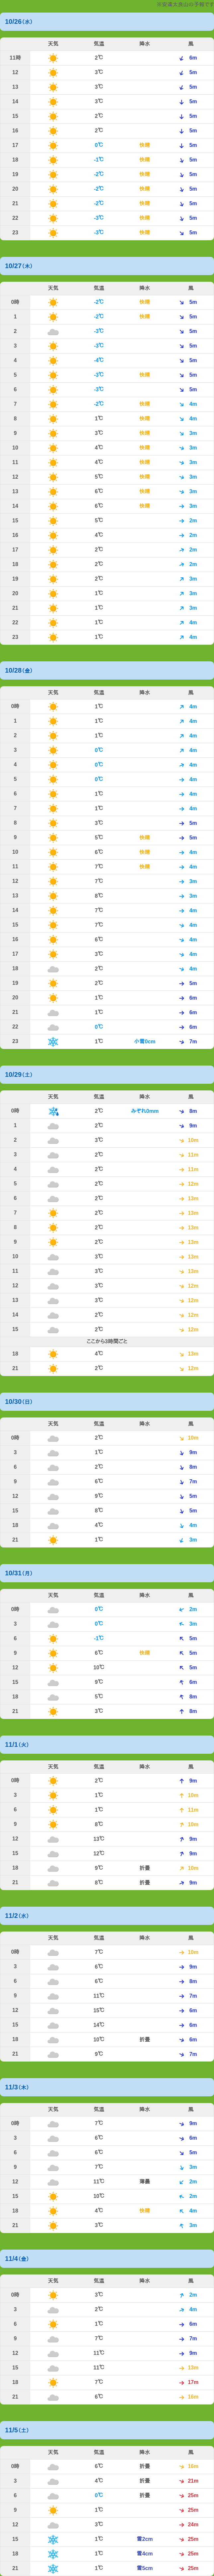 10/26（水）
天気 気温 降水 風
11時 2℃ 6m
12 3℃ 5m
13 3℃ 5m
14 3℃ 5m
15 2℃ 5m
16 2℃ 5m
17 0℃ 快晴 5m
18 -1℃ 快晴 5m
19 -2℃ 快晴 5m
20 -2℃ 快晴 5m
21 -2℃ 快晴 5m
22 -3℃ 快晴 5m
23 -3℃ 快晴 5m
10/27（木）
天気 気温 降水 風
0時 -2℃ 快晴 5m
1 -2℃ 快晴 5m
2 -3℃ 5m
3 -3℃ 5m
4 -4℃ 5m
5 -3℃ 快晴 5m
6 -3℃ 5m
7 -2℃ 快晴 4m
8 1℃ 快晴 4m
9 3℃ 快晴 3m
10 4℃ 快晴 3m
11 4℃ 快晴 3m
12 5℃ 快晴 3m
13 6℃ 快晴 3m
14 6℃ 快晴 3m
15 5℃ 2m
16 4℃ 2m
17 2℃ 2m
18 2℃ 2m
19 2℃ 3m
20 1℃ 3m
21 1℃ 3m
22 1℃ 4m
23 1℃ 4m
10/28（金）
天気 気温 降水 風
0時 1℃ 4m
1 1℃ 4m
2 1℃ 4m
3 0℃ 4m
4 0℃ 4m
5 0℃ 4m
6 1℃ 4m
7 1℃ 4m
8 3℃ 5m
9 5℃ 快晴 5m
10 6℃ 快晴 4m
11 7℃ 快晴 4m
12 7℃ 3m
13 8℃ 3m
14 7℃ 4m
15 7℃ 4m
16 6℃ 4m
17 3℃ 4m
18 2℃ 4m
19 2℃ 5m
20 1℃ 6m
21 1℃ 6m
22 0℃ 6m
23 1℃ 小雪0cm 7m
10/29（土）
天気 気温 降水 風
0時 2℃ みぞれ0mm 8m
1 2℃ 9m
2 3℃ 10m
3 2℃ 11m
4 2℃ 11m
5 2℃ 12m
6 2℃ 13m
7 2℃ 13m
8 2℃ 13m
9 2℃ 13m
10 3℃ 13m
11 3℃ 13m
12 3℃ 12m
13 3℃ 12m
14 2℃ 12m
15 2℃ 12m
ここから3時間ごと
18 4℃ 13m
21 2℃ 12m
10/30（日）
天気 気温 降水 風
0時 2℃ 10m
3 1℃ 9m
6 2℃ 8m
9 6℃ 7m
12 9℃ 5m
15 8℃ 5m
18 4℃ 4m
21 1℃ 3m
10/31（月）
天気 気温 降水 風
0時 0℃ 2m
3 0℃ 3m
6 -1℃ 5m
9 6℃ 快晴 5m
12 10℃ 5m
15 9℃ 6m
18 5℃ 8m
21 3℃ 8m
11/1（火）
天気 気温 降水 風
0時 2℃ 9m
3 1℃ 10m
6 1℃ 11m
9 8℃ 10m
12 13℃ 9m
15 12℃ 9m
18 9℃ 折曇 10m
21 8℃ 折曇 9m
11/2（水）
天気 気温 降水 風
0時 7℃ 10m
3 6℃ 9m
6 6℃ 8m
9 11℃ 7m
12 15℃ 6m
15 14℃ 6m
18 10℃ 折曇 6m
21 9℃ 7m
11/3（木）
天気 気温 降水 風
0時 7℃ 9m
3 6℃ 6m
6 6℃ 5m
9 7℃ 3m
12 11℃ 薄曇 2m
15 10℃ 2m
18 4℃ 快晴 4m
21 3℃ 3m
11/4（金）
天気 気温 降水 風
0時 3℃ 2m
3 2℃ 4m
6 1℃ 6m
9 7℃ 7m
12 11℃ 9m
15 11℃ 13m
18 7℃ 17m
21 6℃ 16m
11/5（土）
天気 気温 降水 風
0時 6℃ 折曇 16m
3 4℃ 折曇 21m
6 0℃ 折曇 25m
9 1℃ 25m
12 3℃ 24m
15 1℃ 雪2cm 25m
18 1℃ 雪4cm 25m
21 1℃ 雪5cm 25m